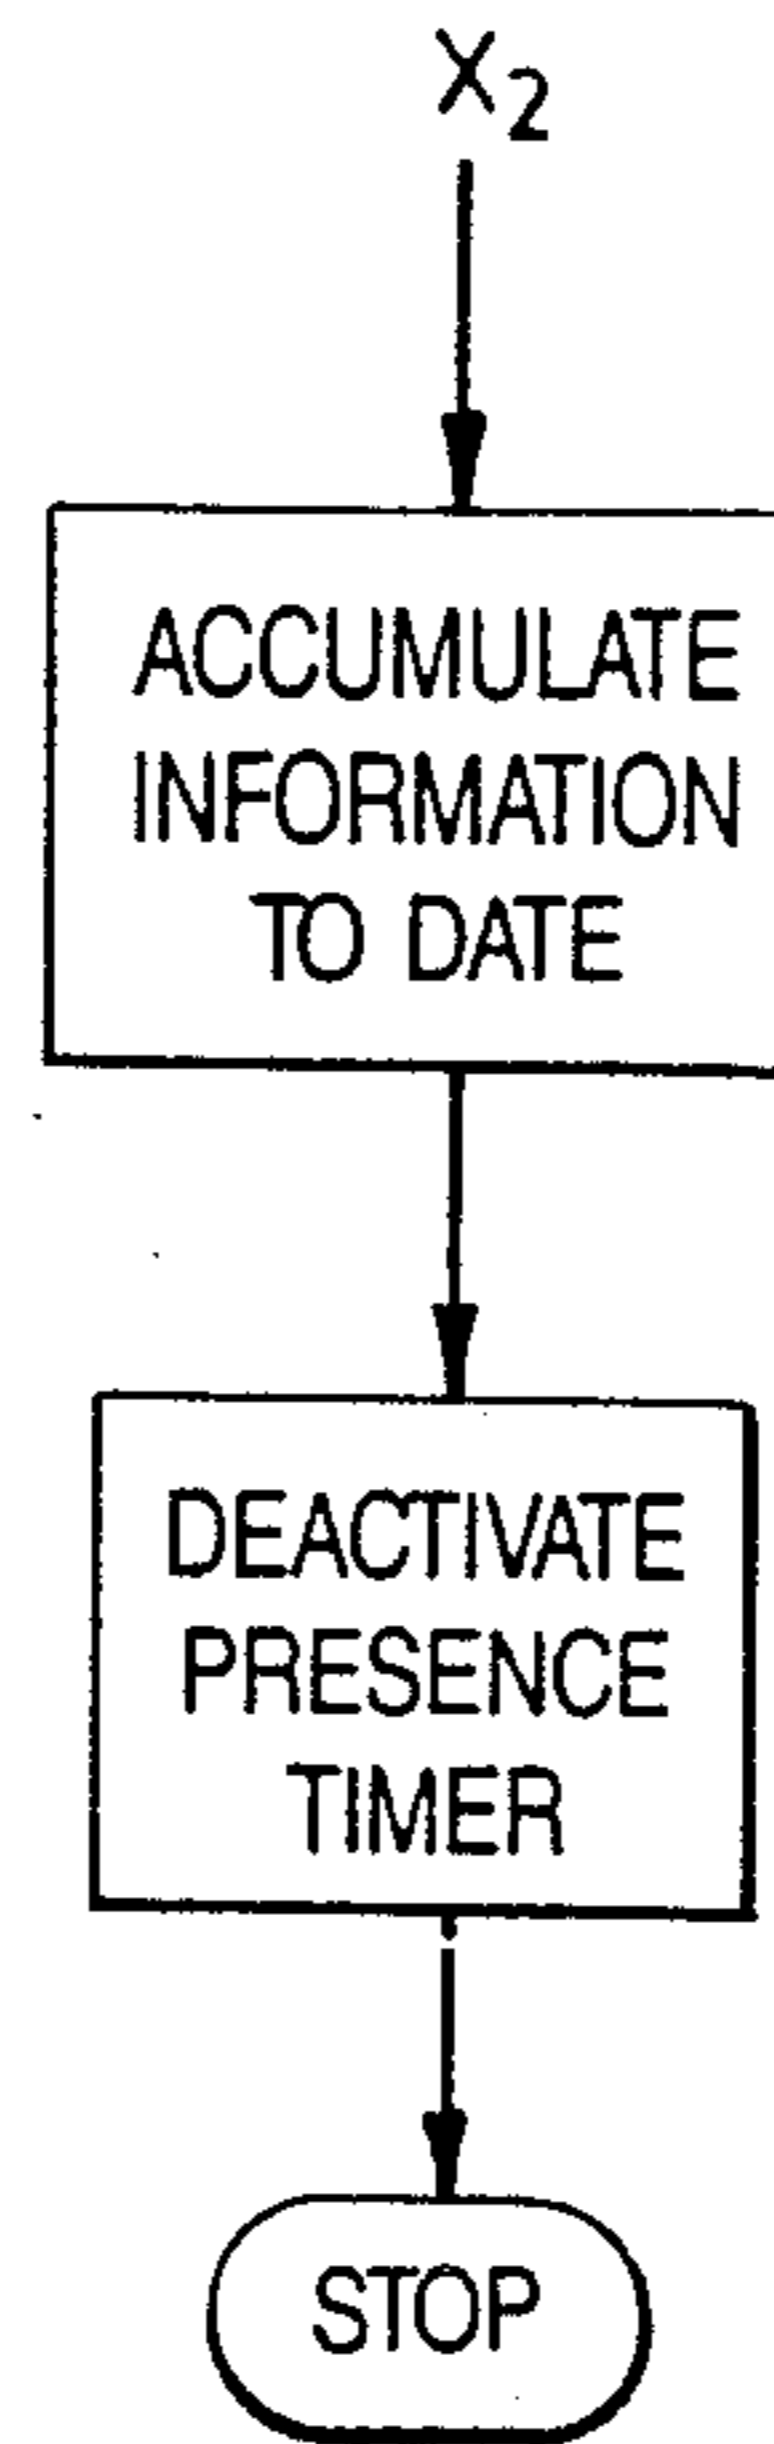 X₂
ACCUMULATE
INFORMATION
TO DATE
DEACTIVATE
PRESENCE
TIMER
STOP